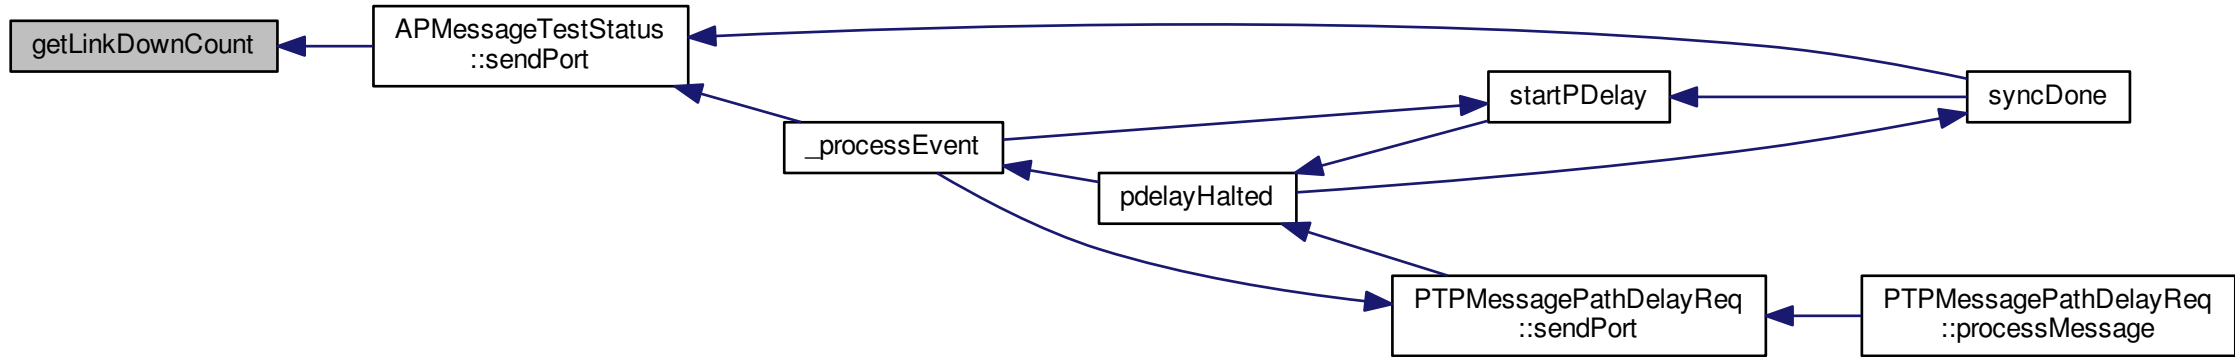 getLinkDownCount
APMessageTestStatus
::sendPort
_processEvent
pdelayHalted
startPDelay
syncDone
PTPMessagePathDelayReq
::sendPort
PTPMessagePathDelayReq
::processMessage